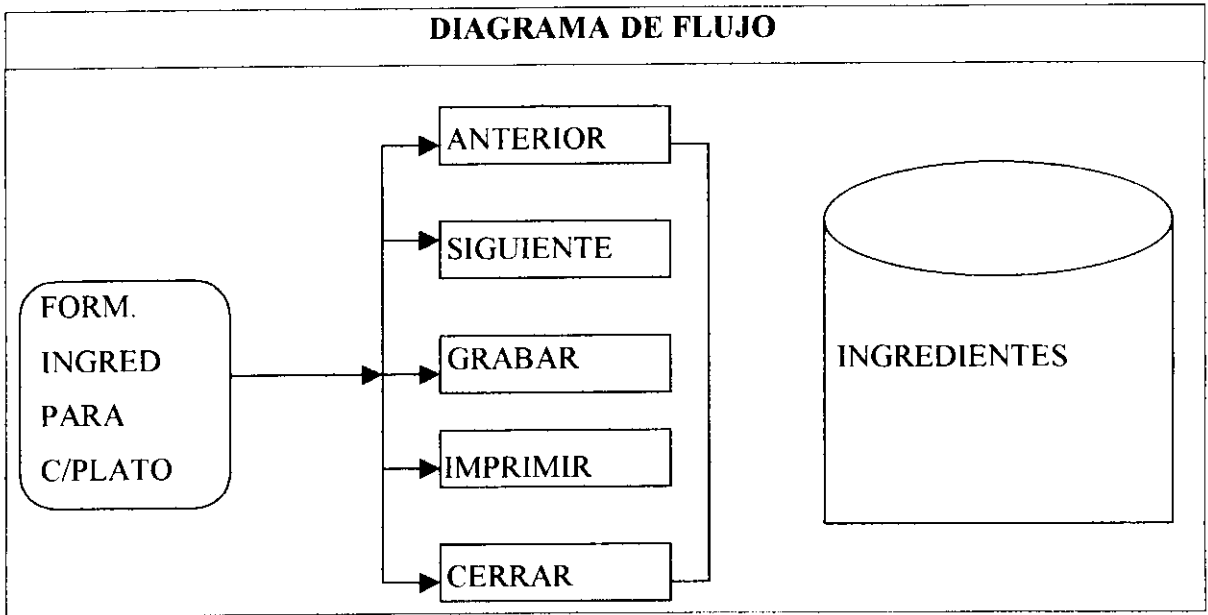 DIAGRAMA DE FLUJO
FORM.
INGRED
PARA
C/PLATO
ANTERIOR
SIGUIENTE
GRABAR
IMPRIMIR
CERRAR
INGREDIENTES